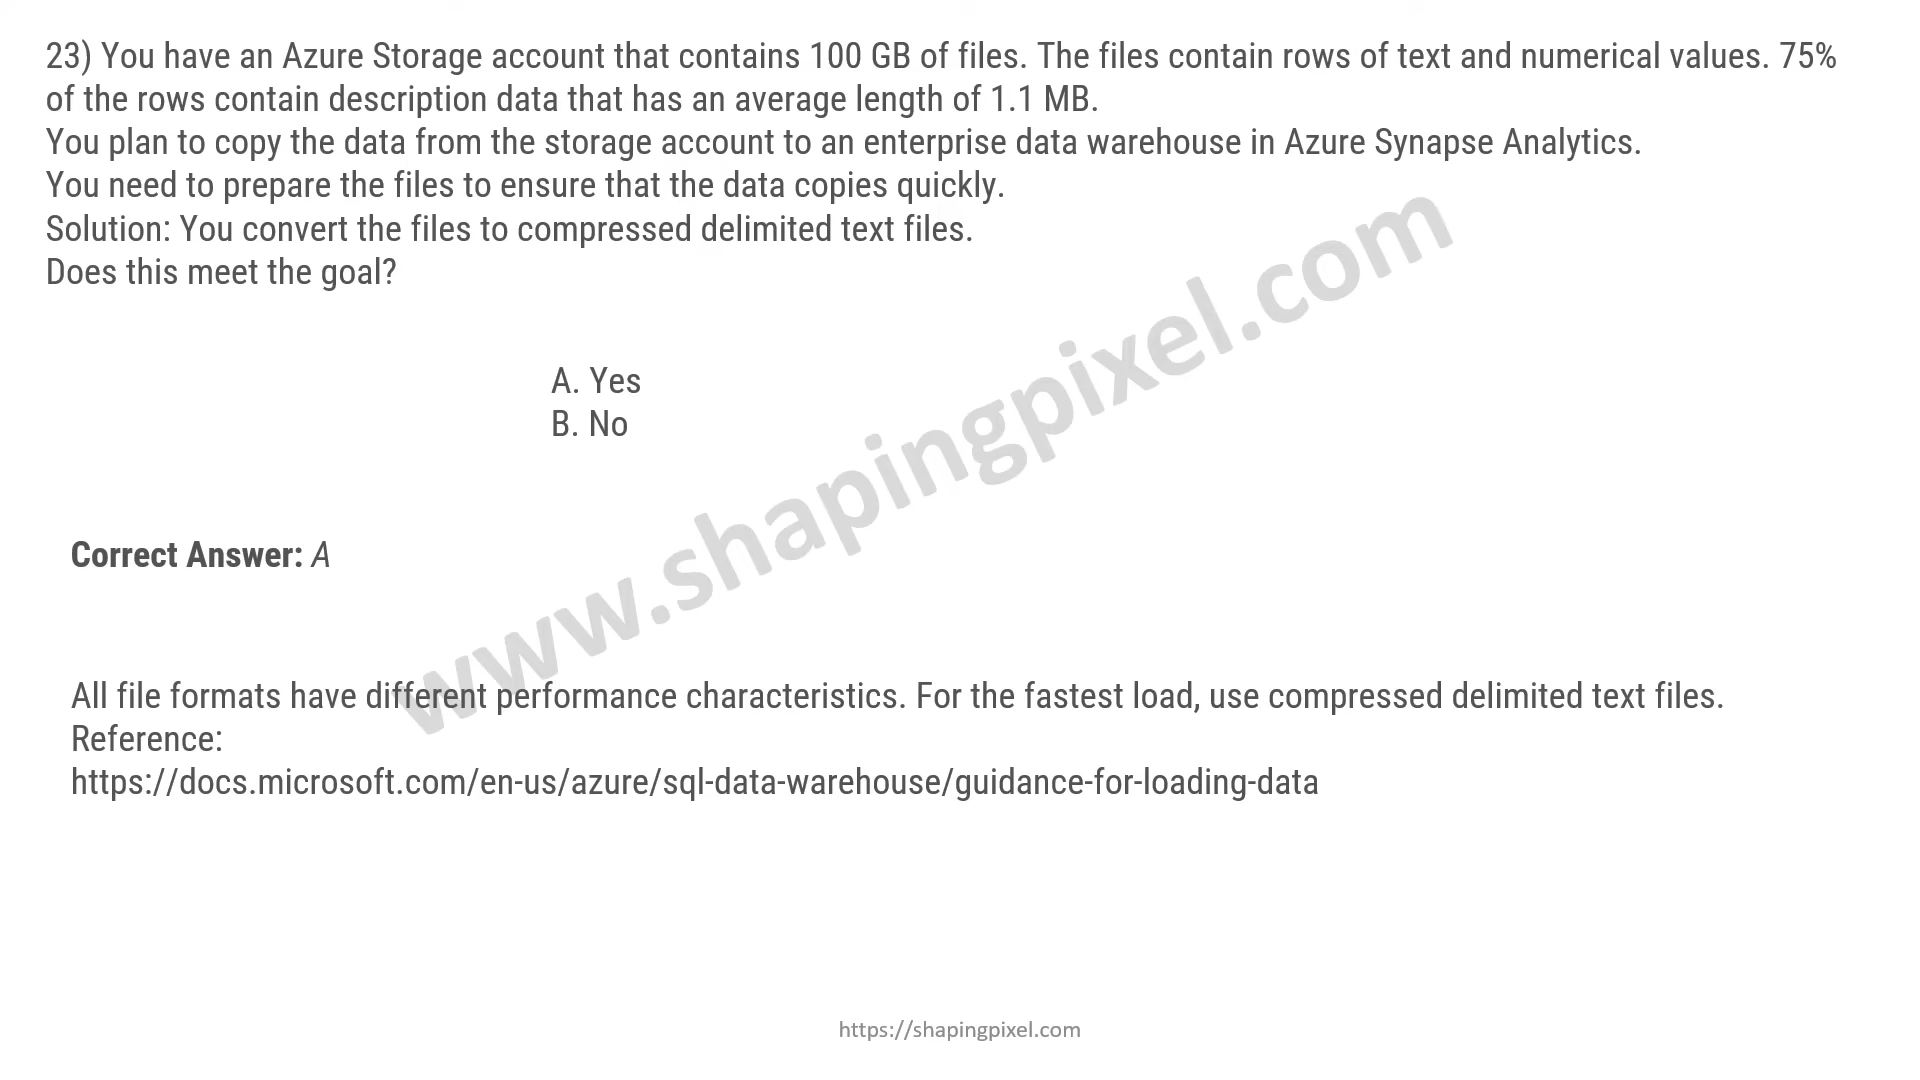 23) You have an Azure Storage account that contains 100 GB of files. The files contain rows of text and numerical values. 75%
of the rows contain description data that has an average length of 1.1 MB.
You plan to copy the data from the storage account to an enterprise data warehouse in Azure Synapse Analytics.
You need to prepare the files to ensure that the data copies quickly.
Solution: You convert the files to compressed delimited text files.
Does this meet the goal?
A. Yes
B. No
www.shapingpixel.com
Correct Answer: A
All file formats have different performance characteristics. For the fastest load, use compressed delimited text files.
Reference:
https://docs.microsoft.com/en-us/azure/sql-data-warehouse/guidance-for-loading-data
https://shapingpixel.com